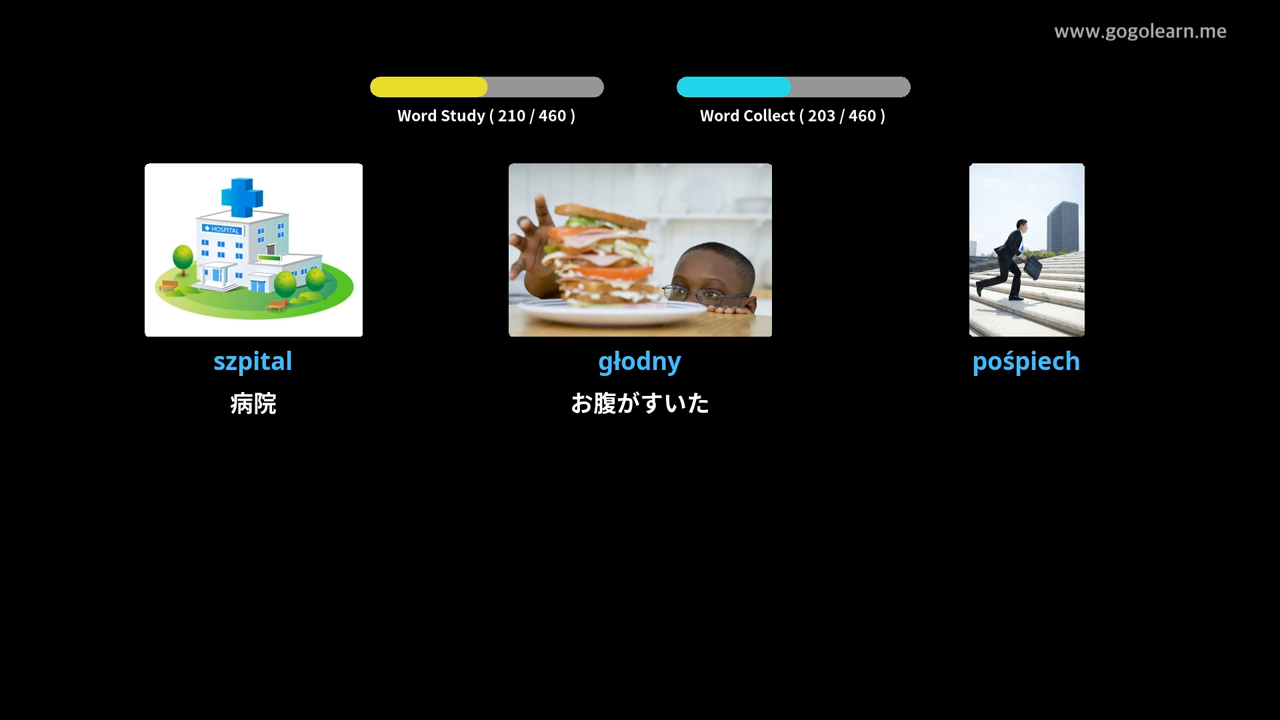 www.gogolearn.me
Word Study ( 210 / 460 )
Word Collect ( 203 / 460 )
HOSPITAL
szpital
głodny
pośpiech
病院
お腹がすいた